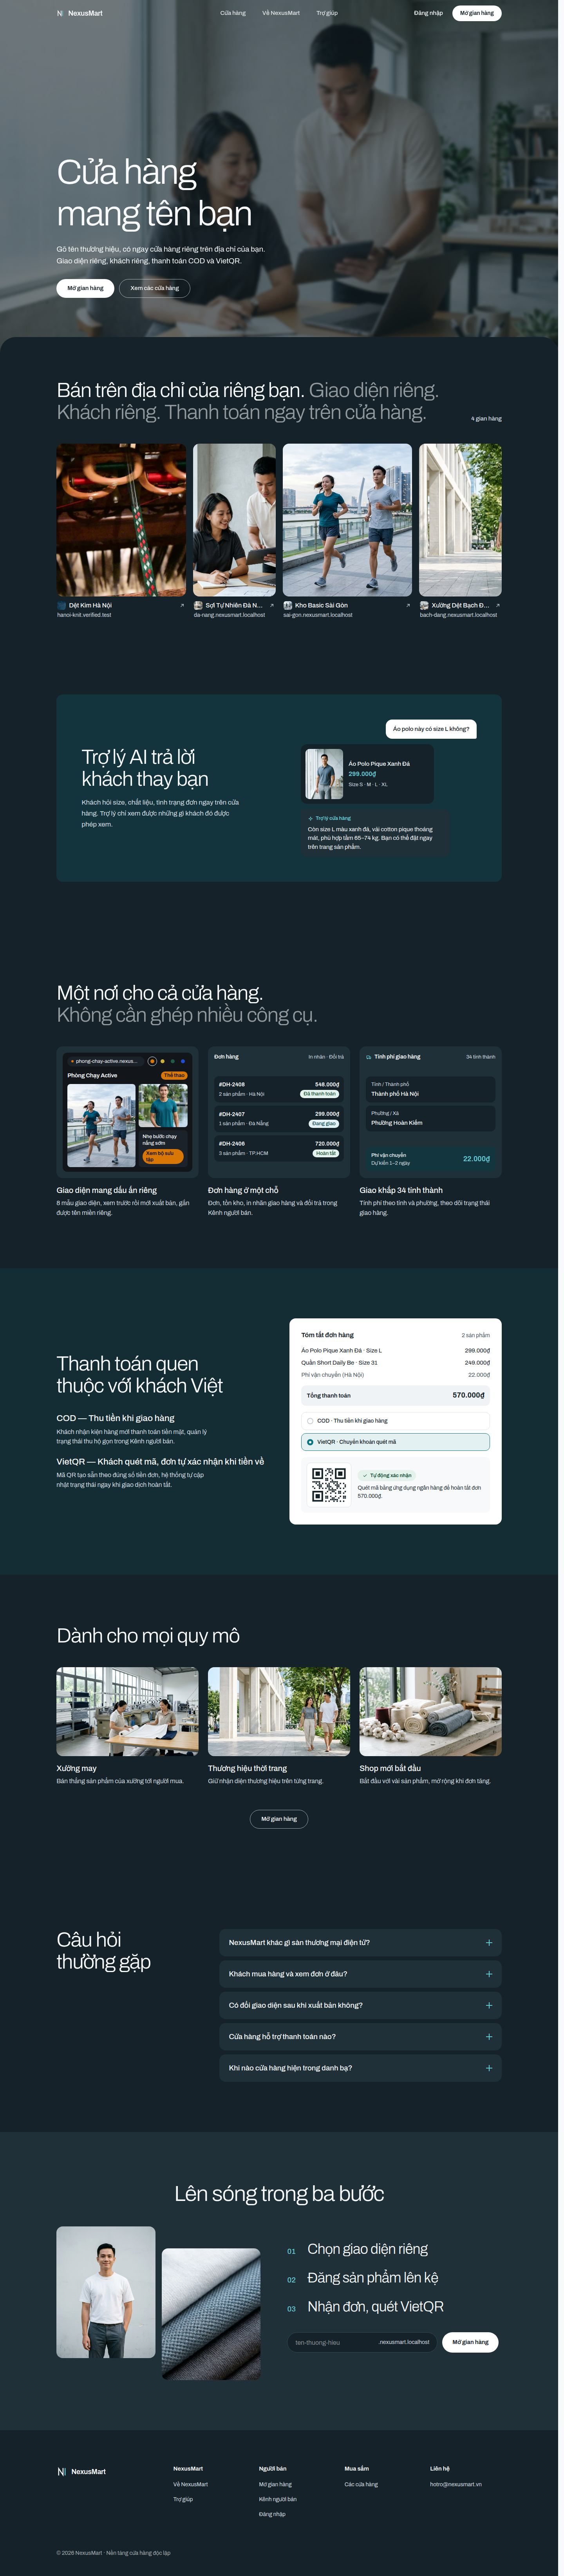 NexusMart
Cửa hàng
Về NexusMart
Trợ giúp
Đăng nhập
Mở gian hàng
Cửa hàng
mang tên bạn
Gõ tên thương hiệu, có ngay cửa hàng riêng trên địa chỉ của bạn.
Giao diện riêng, khách riêng, thanh toán COD và VietQR.
Mở gian hàng
Xem các cửa hàng
Bán trên địa chỉ của riêng bạn. Giao diện riêng.
Khách riêng. Thanh toán ngay trên cửa hàng.
4 gian hàng
Dệt Kim Hà Nội
hanoi-knit.verified.test
Sợi Tự Nhiên Đà N...
da-nang.nexusmart.localhost
Kho Basic Sài Gòn
sai-gon.nexusmart.localhost
Xưởng Dệt Bạch Đ...
bach-dang.nexusmart.localhost
Trợ lý AI trả lời
khách thay bạn
Khách hỏi size, chất liệu, tình trạng đơn ngay trên cửa
hàng. Trợ lý chỉ xem được những gì khách đó được
phép xem.
Áo polo này có size L không?
Áo Polo Pique Xanh Đá
299.000₫
Size S · M · L · XL
Trợ lý cửa hàng
Còn size L màu xanh đá, vải cotton pique thoáng
mát, phù hợp tầm 65–74 kg. Bạn có thể đặt ngay
trên trang sản phẩm.
Một nơi cho cả cửa hàng.
Không cần ghép nhiều công cụ.
phong-chay-active.nexus...
Phòng Chạy Active
Thể thao
Nhẹ bước chạy
nắng sớm
Xem bộ sưu
tập
Đơn hàng
In nhãn · Đổi trả
#DH-2408
548.000₫
2 sản phẩm · Hà Nội
Đã thanh toán
#DH-2407
299.000₫
1 sản phẩm · Đà Nẵng
Đang giao
#DH-2406
720.000₫
3 sản phẩm · TP.HCM
Hoàn tất
Tính phí giao hàng
34 tỉnh thành
Tỉnh / Thành phố
Thành phố Hà Nội
Phường / Xã
Phường Hoàn Kiếm
Phí vận chuyển
Dự kiến 1–2 ngày
22.000₫
Giao diện mang dấu ấn riêng
8 mẫu giao diện, xem trước rồi mới xuất bản, gắn
được tên miền riêng.
Đơn hàng ở một chỗ
Đơn, tồn kho, in nhãn giao hàng và đổi trả trong
Kênh người bán.
Giao khắp 34 tỉnh thành
Tính phí theo tỉnh và phường, theo dõi trạng thái
giao hàng.
Thanh toán quen
thuộc với khách Việt
COD — Thu tiền khi giao hàng
Khách nhận kiện hàng mới thanh toán tiền mặt, quản lý
trạng thái thu hộ gọn trong Kênh người bán.
VietQR — Khách quét mã, đơn tự xác nhận khi tiền về
Mã QR tạo sẵn theo đúng số tiền đơn, hệ thống tự cập
nhật trạng thái ngay khi giao dịch hoàn tất.
Tóm tắt đơn hàng
2 sản phẩm
Áo Polo Pique Xanh Đá · Size L
299.000₫
Quần Short Daily Be · Size 31
249.000₫
Phí vận chuyển (Hà Nội)
22.000₫
Tổng thanh toán
570.000₫
COD · Thu tiền khi giao hàng
VietQR · Chuyển khoản quét mã
Tự động xác nhận
Quét mã bằng ứng dụng ngân hàng để hoàn tất đơn
570.000₫.
Dành cho mọi quy mô
Xưởng may
Bán thẳng sản phẩm của xưởng tới người mua.
Thương hiệu thời trang
Giữ nhận diện thương hiệu trên từng trang.
Shop mới bắt đầu
Bắt đầu với vài sản phẩm, mở rộng khi đơn tăng.
Mở gian hàng
Câu hỏi
thường gặp
NexusMart khác gì sàn thương mại điện tử?
Khách mua hàng và xem đơn ở đâu?
Có đổi giao diện sau khi xuất bản không?
Cửa hàng hỗ trợ thanh toán nào?
Khi nào cửa hàng hiện trong danh bạ?
Lên sóng trong ba bước
01 Chọn giao diện riêng
02 Đăng sản phẩm lên kệ
03 Nhận đơn, quét VietQR
ten-thuong-hieu
.nexusmart.localhost
Mở gian hàng
NexusMart
NexusMart
Về NexusMart
Trợ giúp
Người bán
Mở gian hàng
Kênh người bán
Đăng nhập
Mua sắm
Các cửa hàng
Liên hệ
hotro@nexusmart.vn
© 2026 NexusMart · Nền tảng cửa hàng độc lập